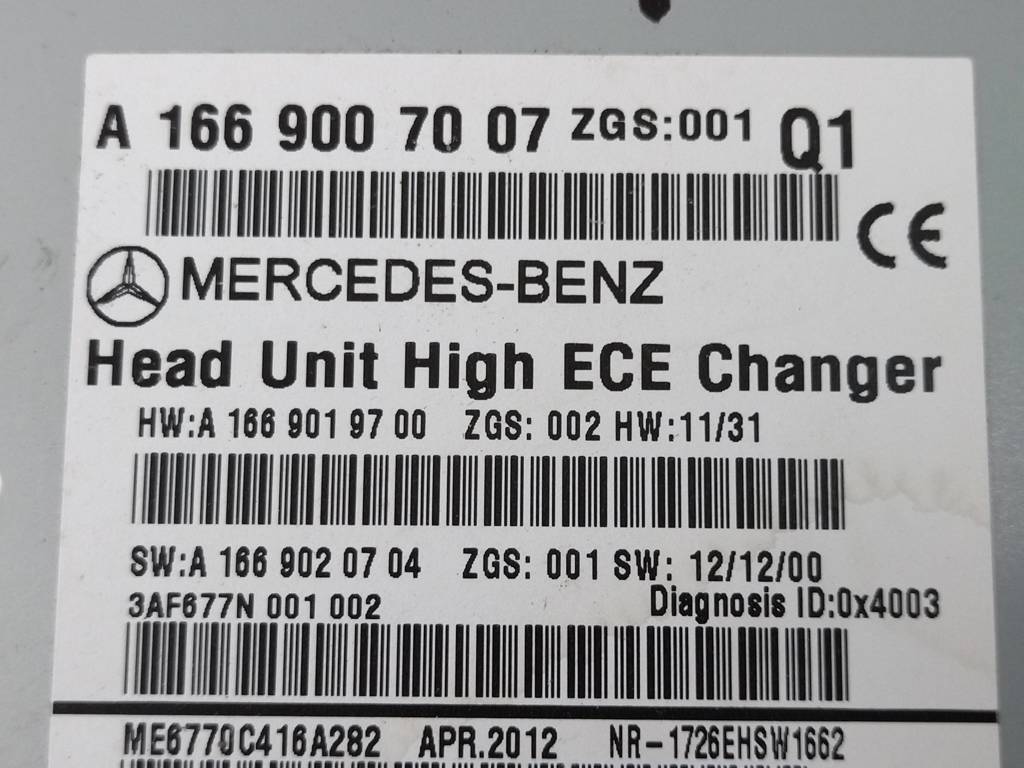 A 166 900 70 07 ZGS:001 Q1
CE
MERCEDES-BENZ
Head Unit High ECE Changer
HW:A 166 901 97 00 ZGS: 002 HW:11/31
SW:A 166 902 07 04 ZGS: 001 SW: 12/12/00
3AF677N 001 002 Diagnosis ID:0x4003
ME6770C416A282 APR.2012 NR-1726EHSW1662